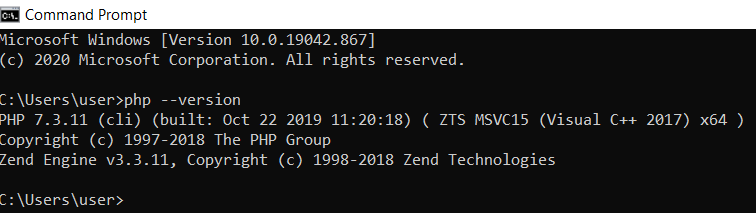 Command Prompt
Microsoft Windows [Version 10.0.19042.867]
(c) 2020 Microsoft Corporation. All rights reserved.
C:\Users\user>php --version
PHP 7.3.11 (cli) (built: Oct 22 2019 11:20:18) ( ZTS MSVC15 (Visual C++ 2017) x64 )
Copyright (c) 1997-2018 The PHP Group
Zend Engine v3.3.11, Copyright (c) 1998-2018 Zend Technologies
C:\Users\user>